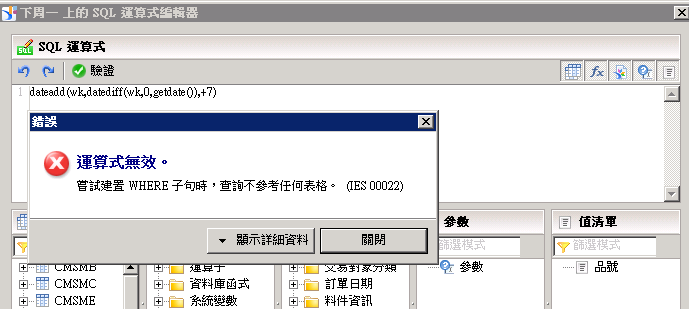 下周一 上的 SQL 運算式編輯器
SQL 運算式
驗證
1 dateadd(wk,datediff(wk,0,getdate()),+7)
錯誤
運算式無效。
嘗試建置 WHERE 子句時，查詢不參考任何表格。 (IES 00022)
顯示詳細資料
關閉
參數
值清單
篩選模式
篩選模式
CMSMB
運算子
交易對象分類
參數
品號
CMSMC
資料庫函式
訂單日期
CMSME
系統變數
料件資訊